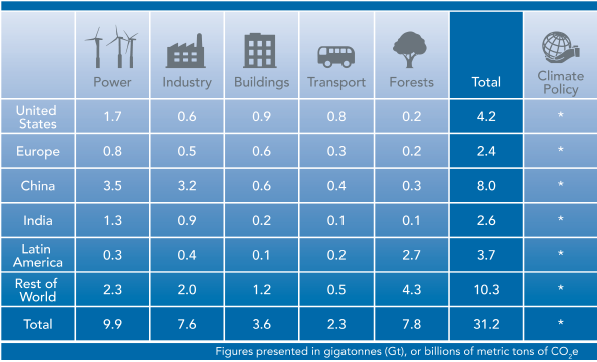 Power Industry Buildings Transport Forests Total Climate
Policy
United
States 1.7 0.6 0.9 0.8 0.2 4.2 *
Europe 0.8 0.5 0.6 0.3 0.2 2.4 *
China 3.5 3.2 0.6 0.4 0.3 8.0 *
India 1.3 0.9 0.2 0.1 0.1 2.6 *
Latin
America 0.3 0.4 0.1 0.2 2.7 3.7 *
Rest of
World 2.3 2.0 1.2 0.5 4.3 10.3 *
Total 9.9 7.6 3.6 2.3 7.8 31.2 *
Figures presented in gigatonnes (Gt), or billions of metric tons of CO₂e